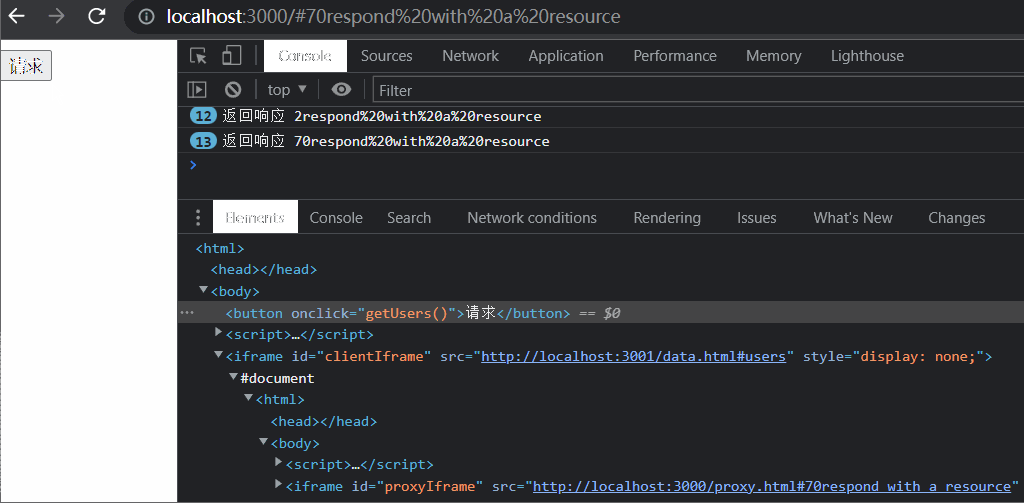 localhost:3000/#70respond%20with%20a%20resource
请求
Console Sources Network Application Performance Memory Lighthouse
top ▼ Filter
12 返回响应 2respond%20with%20a%20resource
13 返回响应 70respond%20with%20a%20resource
>
Elements Console Search Network conditions Rendering Issues What's New Changes
<html>
<head></head>
▼<body>
··· <button onclick="getUsers()">请求</button> == $0
▶<script>…</script>
▼<iframe id="clientIframe" src="http://localhost:3001/data.html#users" style="display: none;">
▼#document
▼<html>
<head></head>
▼<body>
▶<script>…</script>
▶<iframe id="proxyIframe" src="http://localhost:3000/proxy.html#70respond with a resource"